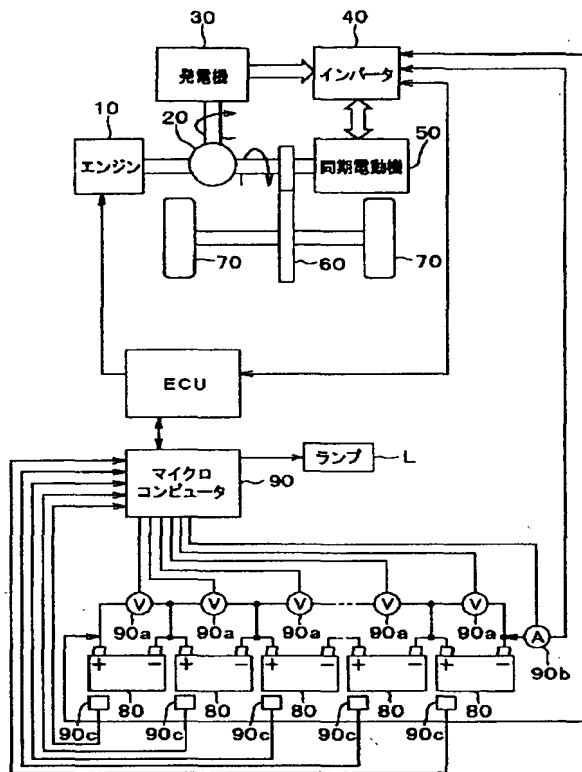 30
40
発電機
インバータ
10
20
50
エンジン
同期電動機
70
60
70
ECU
マイクロ
コンピュータ
90
ランプ
L
V
V
V
V
V
A
90a
90a
90a
90a
90a
90b
+ −
+ −
+ −
+ −
+ −
80
80
80
80
80
90c
90c
90c
90c
90c